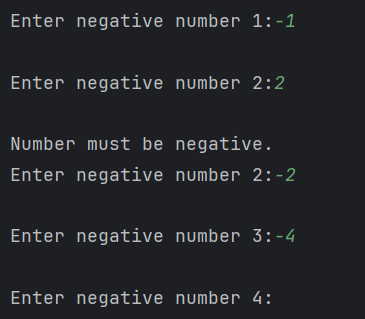 Enter negative number 1:-1
Enter negative number 2:2
Number must be negative.
Enter negative number 2:-2
Enter negative number 3:-4
Enter negative number 4: